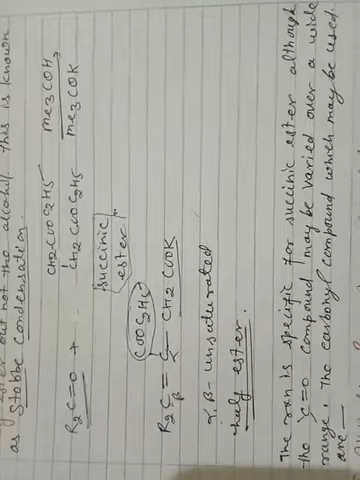 ester but not the alcohol this is known
as Stobbe Condensation.
CH2COOC2H5 me3COH
R2C=O + CH2COOC2H5 me3COK
succinic
ester
COOC2H5
R2C = C — CH2COOK
β α
α, β- unsaturated
half ester.
The rxn is specific for succinic ester although
the >C=O compound may be varied over a wide
range. The carbonyl compound which may be used.
are —